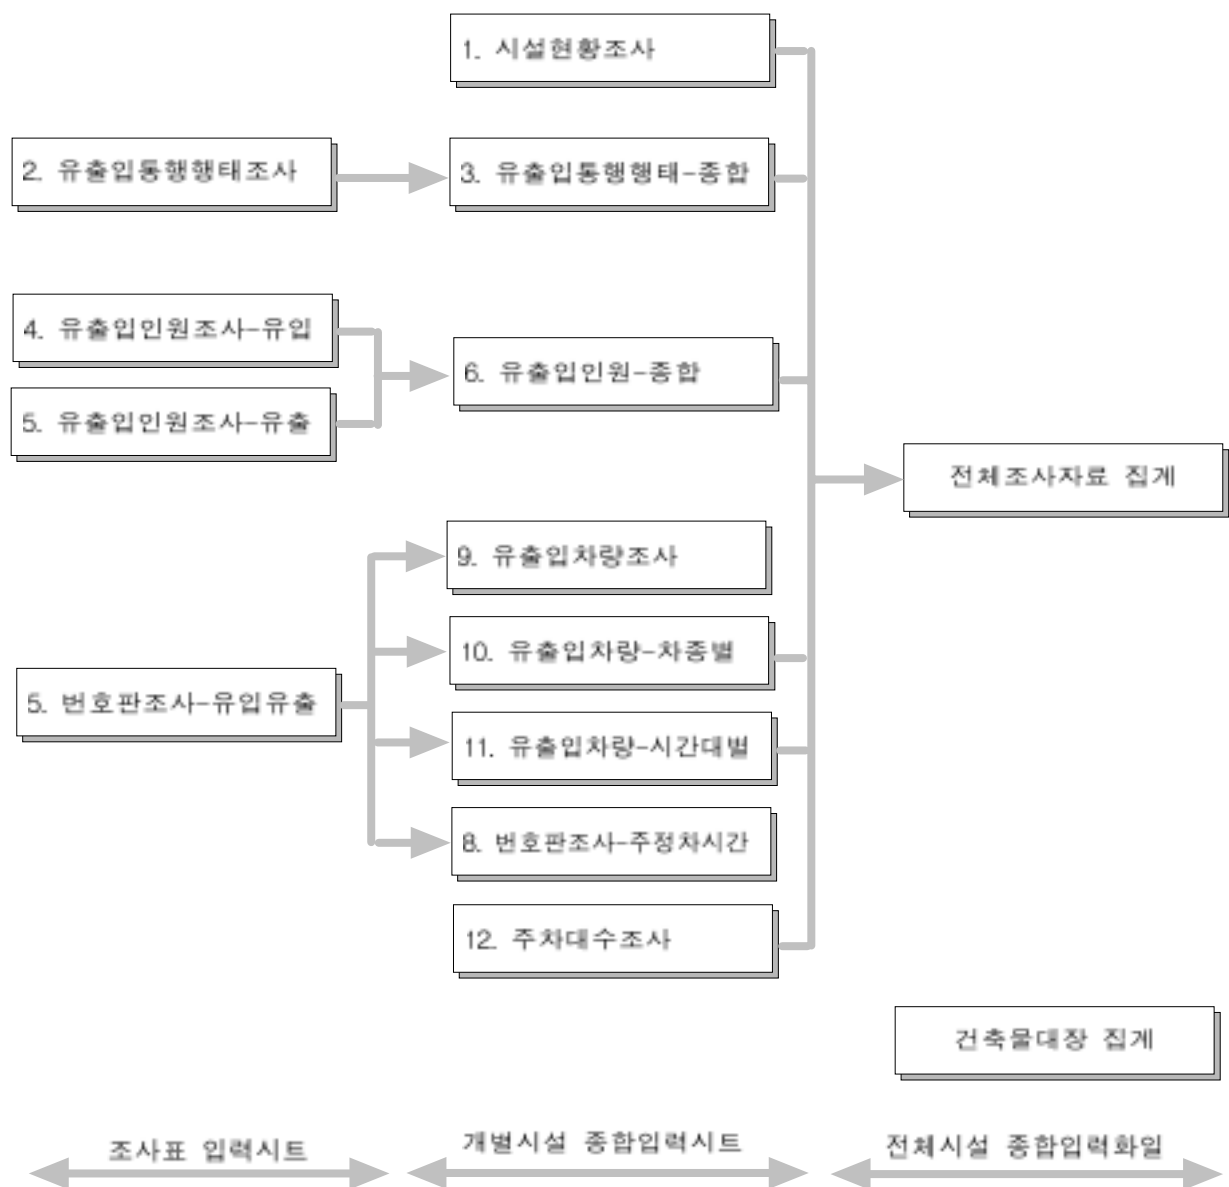 1. 시설현황조사
2. 유출입통행행태조사
3. 유출입통행행태-종합
4. 유출입인원조사-유입
5. 유출입인원조사-유출
6. 유출입인원-종합
전체조사자료 집계
9. 유출입차량조사
10. 유출입차량-차종별
5. 번호판조사-유입유출
11. 유출입차량-시간대별
8. 번호판조사-주정차시간
12. 주차대수조사
건축물대장 집계
조사표 입력시트
개별시설 종합입력시트
전체시설 종합입력화일